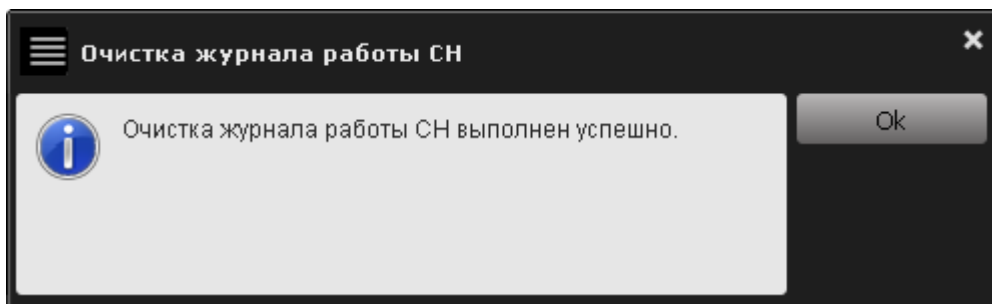 Очистка журнала работы СН
Очистка журнала работы СН выполнен успешно.
Ok